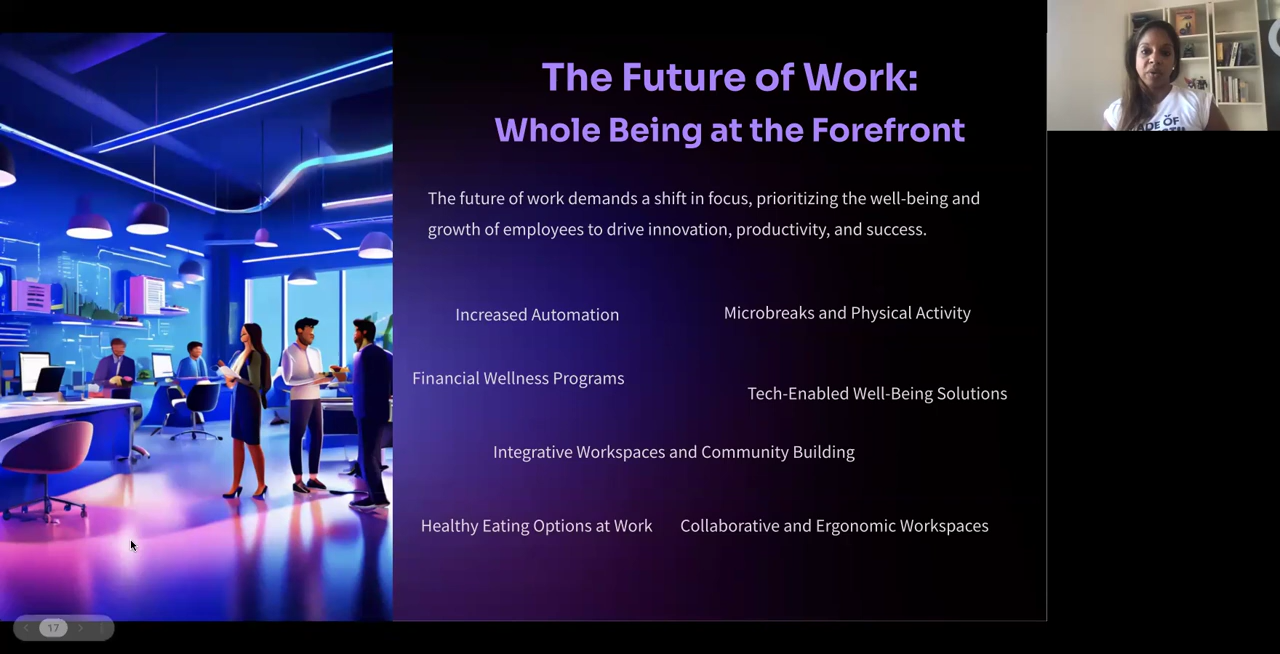 The Future of Work:
Whole Being at the Forefront
The future of work demands a shift in focus, prioritizing the well-being and
growth of employees to drive innovation, productivity, and success.
Increased Automation
Microbreaks and Physical Activity
Financial Wellness Programs
Tech-Enabled Well-Being Solutions
Integrative Workspaces and Community Building
Healthy Eating Options at Work
Collaborative and Ergonomic Workspaces
17
OF